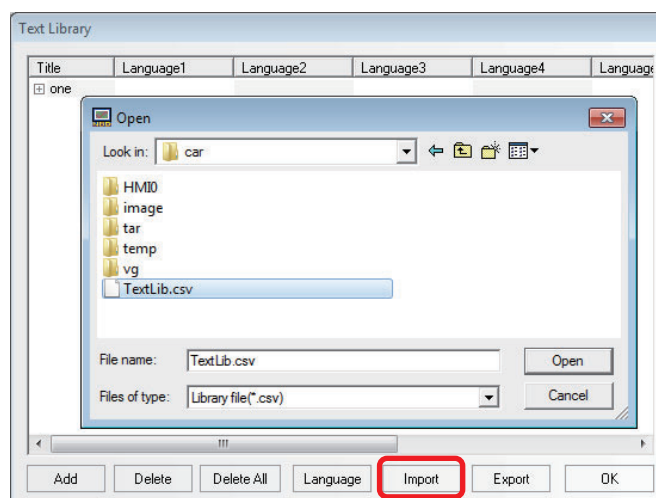 Text Library
Title Language1 Language2 Language3 Language4 Language
one
Open
Look in: car
HMI0
image
tar
temp
vg
TextLib.csv
File name: TextLib.csv Open
Files of type: Library file(*.csv) Cancel
Add Delete Delete All Language Import Export OK